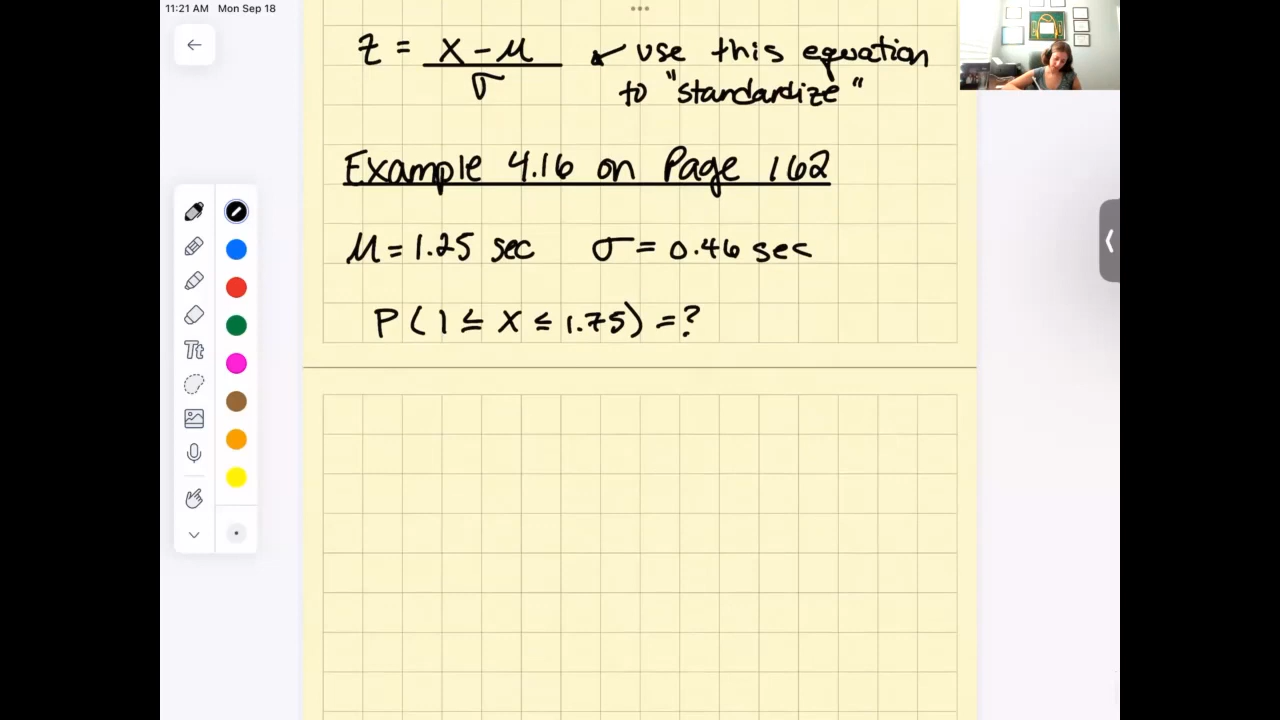 11:21 AM Mon Sep 18
z = x - μ / σ ↙ use this equation
to "standardize"
Example 4.16 on Page 162
μ = 1.25 sec σ = 0.46 sec
P ( 1 ≤ x ≤ 1.75 ) = ?
Tt